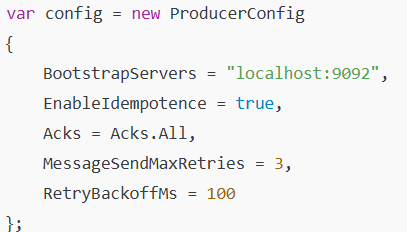 var config = new ProducerConfig
{
    BootstrapServers = "localhost:9092",
    EnableIdempotence = true,
    Acks = Acks.All,
    MessageSendMaxRetries = 3,
    RetryBackoffMs = 100
};